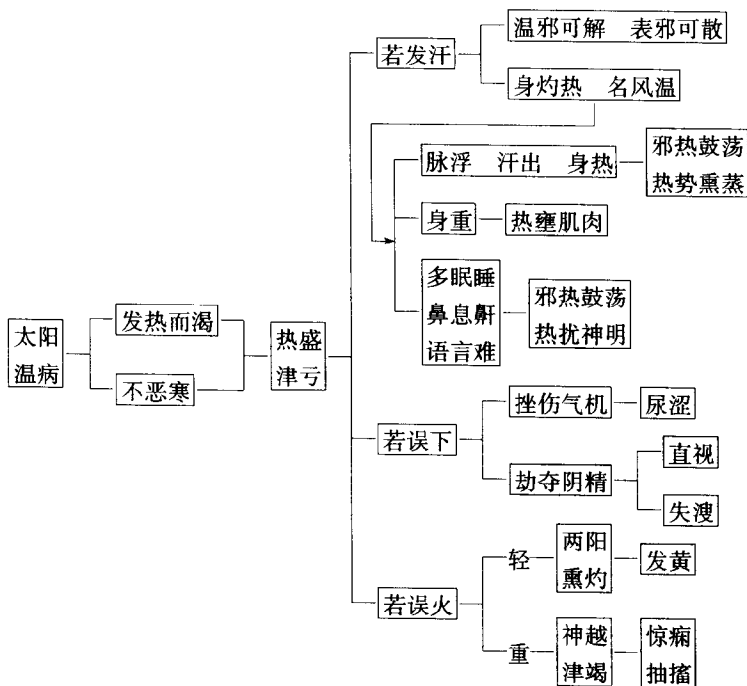 太阳
温病
发热而渴
不恶寒
热盛
津亏
若发汗
温邪可解 表邪可散
身灼热 名风温
脉浮 汗出 身热
邪热鼓荡
热势熏蒸
身重
热壅肌肉
多眠睡
鼻息鼾
语言难
邪热鼓荡
热扰神明
若误下
挫伤气机
尿涩
劫夺阴精
直视
失溲
若误火
轻
两阳
熏灼
发黄
重
神越
津竭
惊痫
抽搐